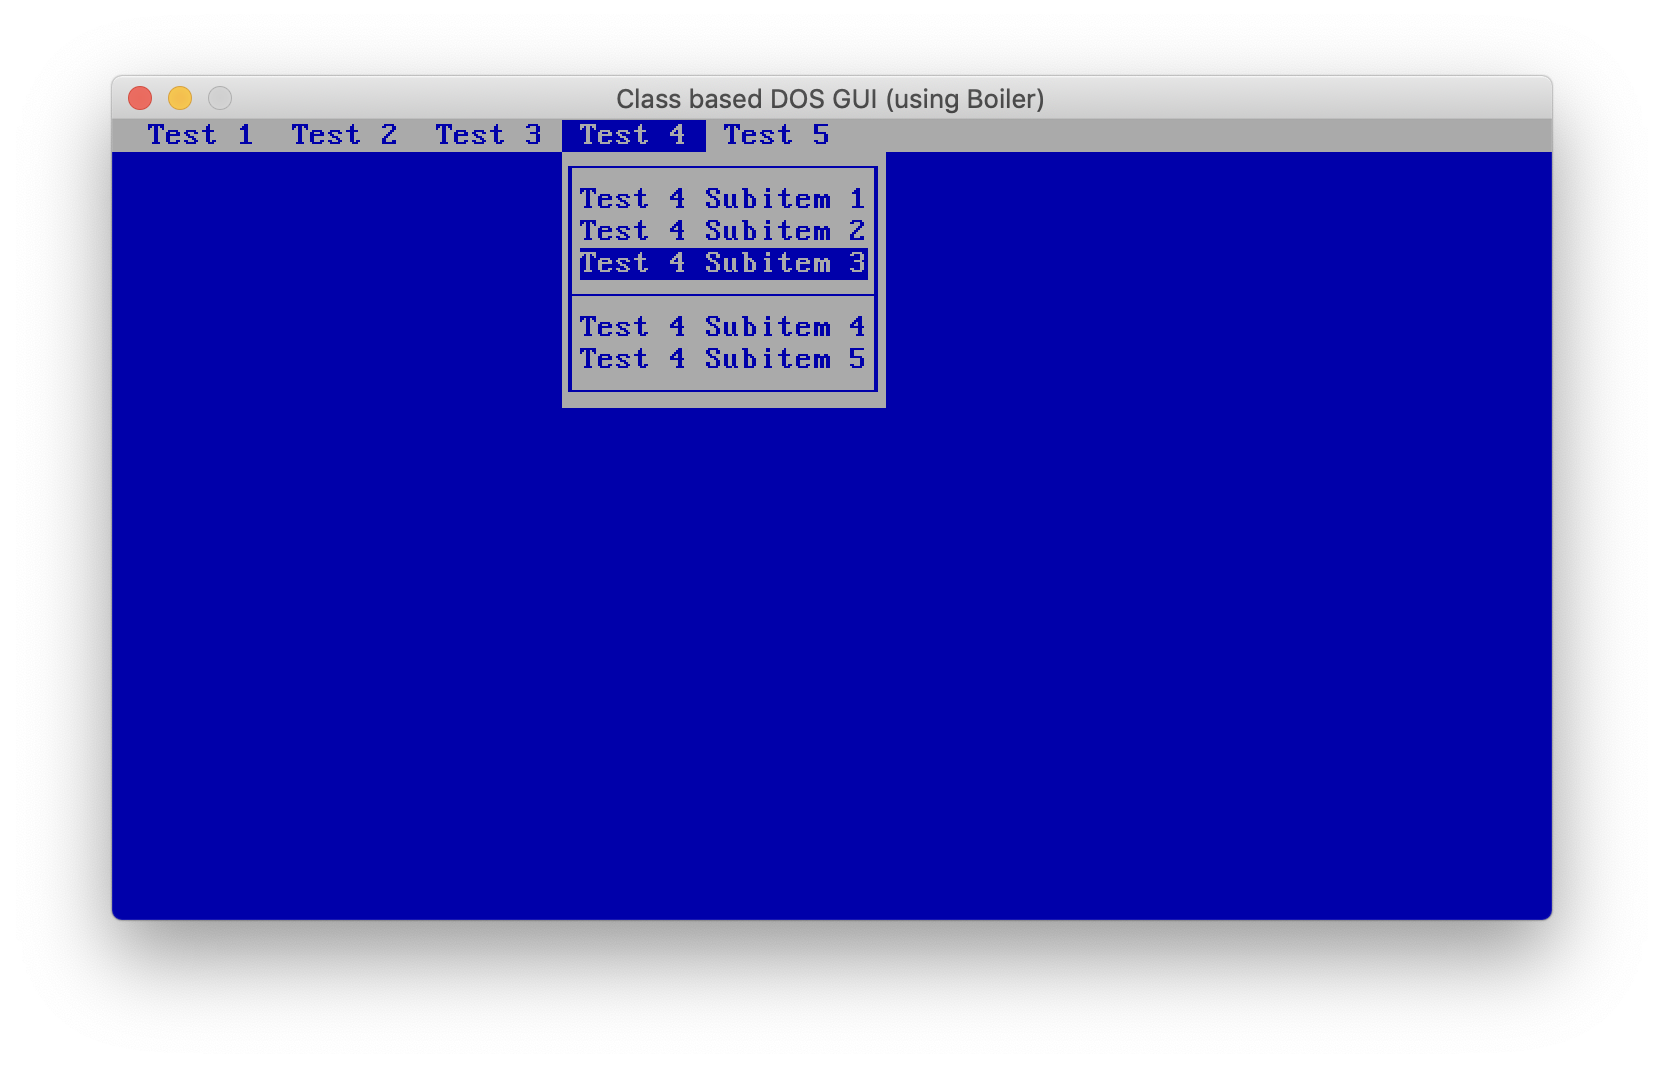 Class based DOS GUI (using Boiler)
Test 1 Test 2 Test 3 Test 4 Test 5
Test 4 Subitem 1
Test 4 Subitem 2
Test 4 Subitem 3
Test 4 Subitem 4
Test 4 Subitem 5